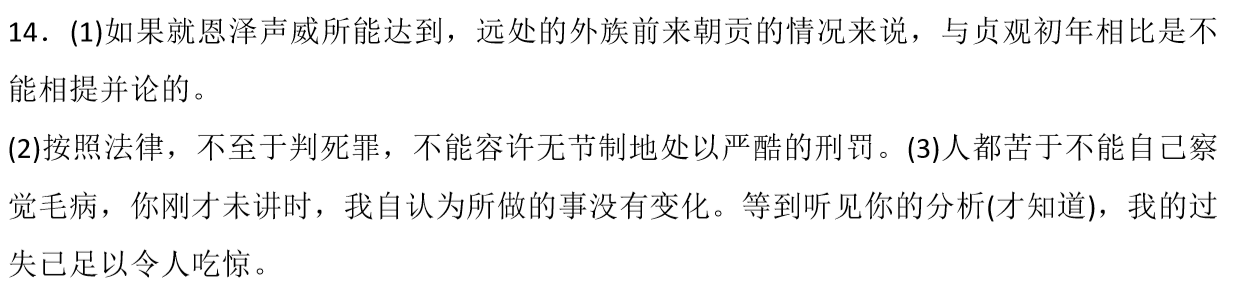 14．(1)如果就恩泽声威所能达到，远处的外族前来朝贡的情况来说，与贞观初年相比是不
能相提并论的。
(2)按照法律，不至于判死罪，不能容许无节制地处以严酷的刑罚。(3)人都苦于不能自己察
觉毛病，你刚才未讲时，我自认为所做的事没有变化。等到听见你的分析(才知道)，我的过
失已足以令人吃惊。